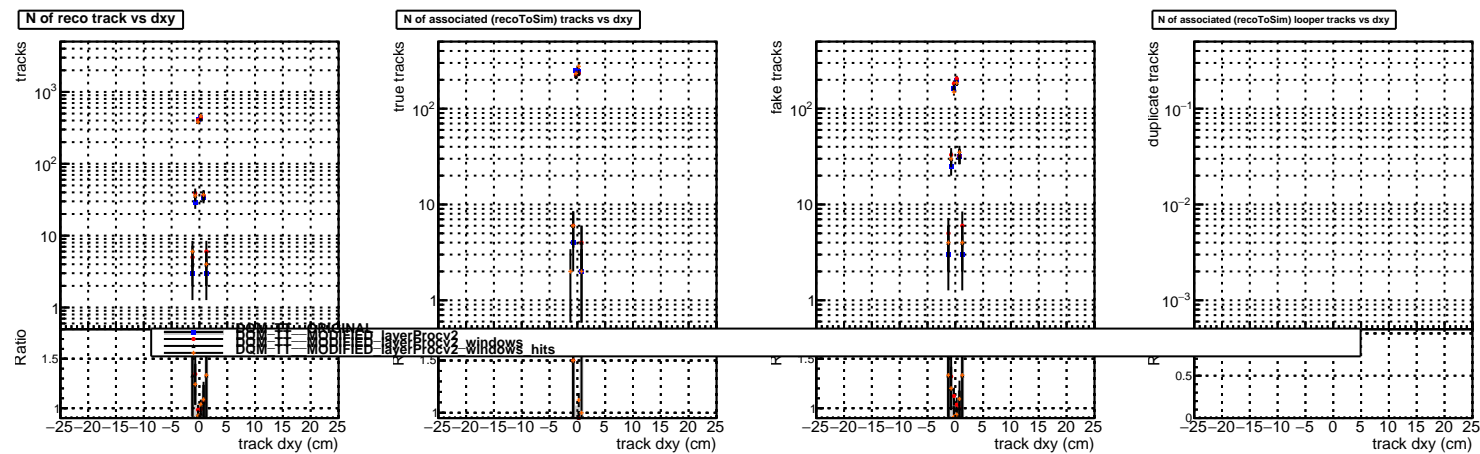 N of reco track vs dxy
N of associated (recoToSim) tracks vs dxy
N of associated (recoToSim) looper tracks vs dxy
tracks
10³
10²
10
1
Ratio
1.5
1
−25 −20 −15 −10 −5 0 5 10 15 20 25
track dxy (cm)
true tracks
10²
10
1
1.5
1
−25 −20 −15 −10 −5 0 5 10 15 20 25
track dxy (cm)
fake tracks
10²
10
1
1.5
1
−25 −20 −15 −10 −5 0 5 10 15 20 25
track dxy (cm)
duplicate tracks
10⁻¹
10⁻²
10⁻³
0.5
0
−25 −20 −15 −10 −5 0 5 10 15 20 25
track dxy (cm)
DQM_TT__ORIGINAL
DQM_TT__MODIFIED_layerProcv2
DQM_TT__MODIFIED_layerProcv2_windows
DQM_TT__MODIFIED_layerProcv2_windows_hits